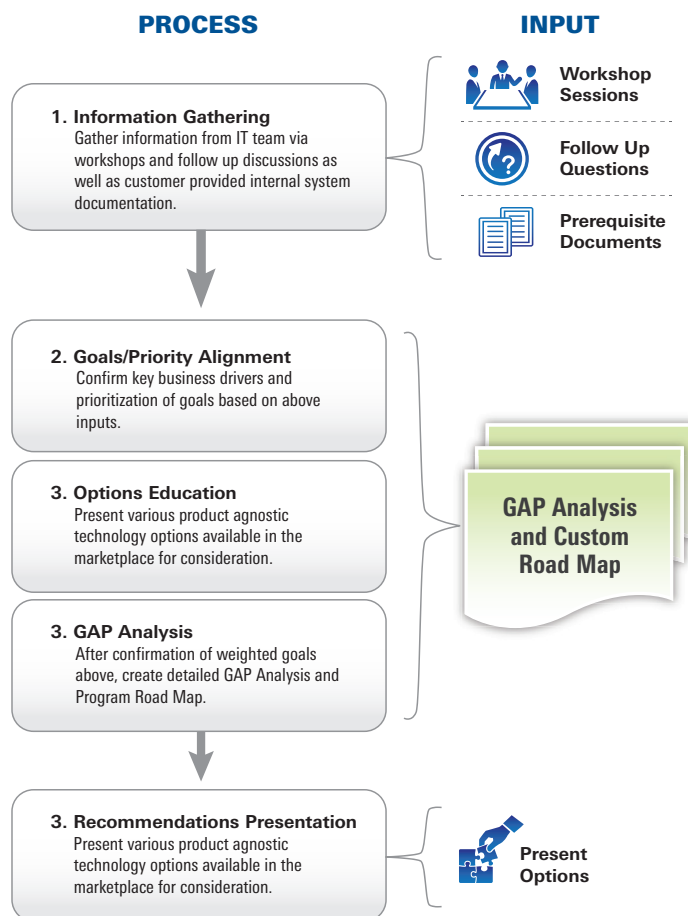 PROCESS
INPUT
1. Information Gathering
Gather information from IT team via
workshops and follow up discussions as
well as customer provided internal system
documentation.
Workshop
Sessions
?
Follow Up
Questions
Prerequisite
Documents
2. Goals/Priority Alignment
Confirm key business drivers and
prioritization of goals based on above
inputs.
3. Options Education
Present various product agnostic
technology options available in the
marketplace for consideration.
3. GAP Analysis
After confirmation of weighted goals
above, create detailed GAP Analysis and
Program Road Map.
GAP Analysis
and Custom
Road Map
3. Recommendations Presentation
Present various product agnostic
technology options available in the
marketplace for consideration.
Present
Options